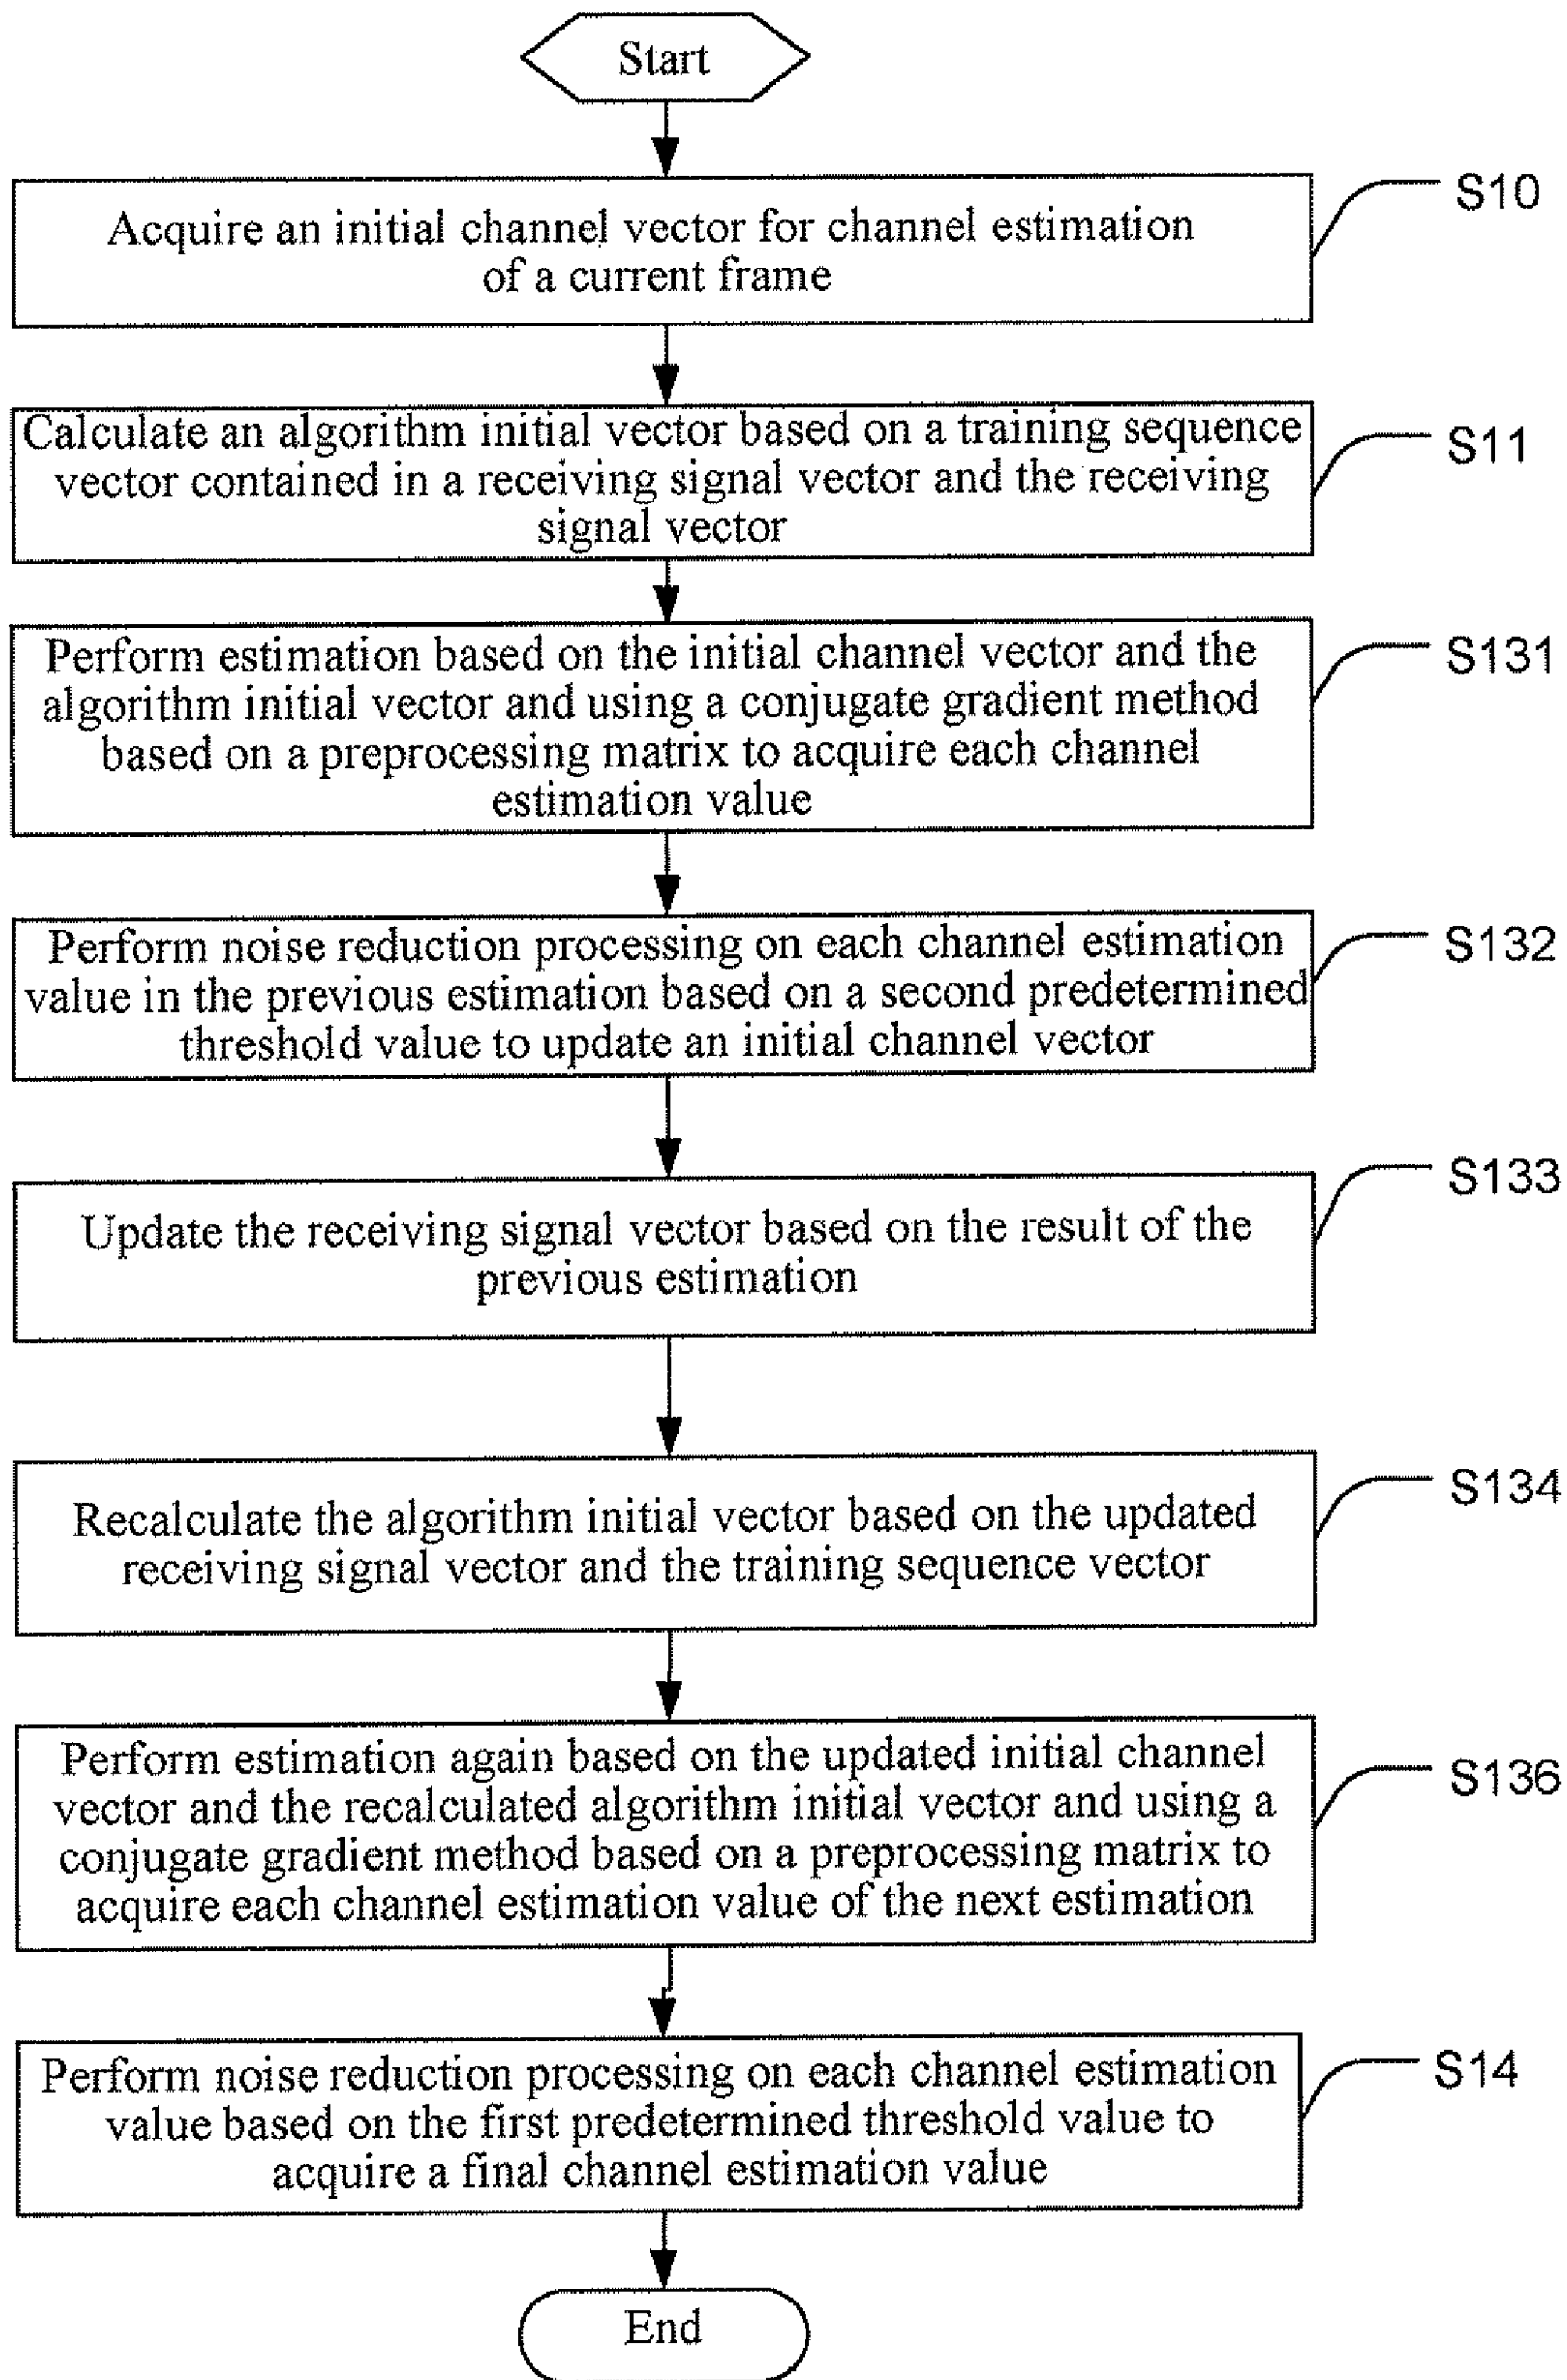 Start
Acquire an initial channel vector for channel estimation
of a current frame
S10
Calculate an algorithm initial vector based on a training sequence
vector contained in a receiving signal vector and the receiving
signal vector
S11
Perform estimation based on the initial channel vector and the
algorithm initial vector and using a conjugate gradient method
based on a preprocessing matrix to acquire each channel
estimation value
S131
Perform noise reduction processing on each channel estimation
value in the previous estimation based on a second predetermined
threshold value to update an initial channel vector
S132
Update the receiving signal vector based on the result of the
previous estimation
S133
Recalculate the algorithm initial vector based on the updated
receiving signal vector and the training sequence vector
S134
Perform estimation again based on the updated initial channel
vector and the recalculated algorithm initial vector and using a
conjugate gradient method based on a preprocessing matrix to
acquire each channel estimation value of the next estimation
S136
Perform noise reduction processing on each channel estimation
value based on the first predetermined threshold value to
acquire a final channel estimation value
S14
End